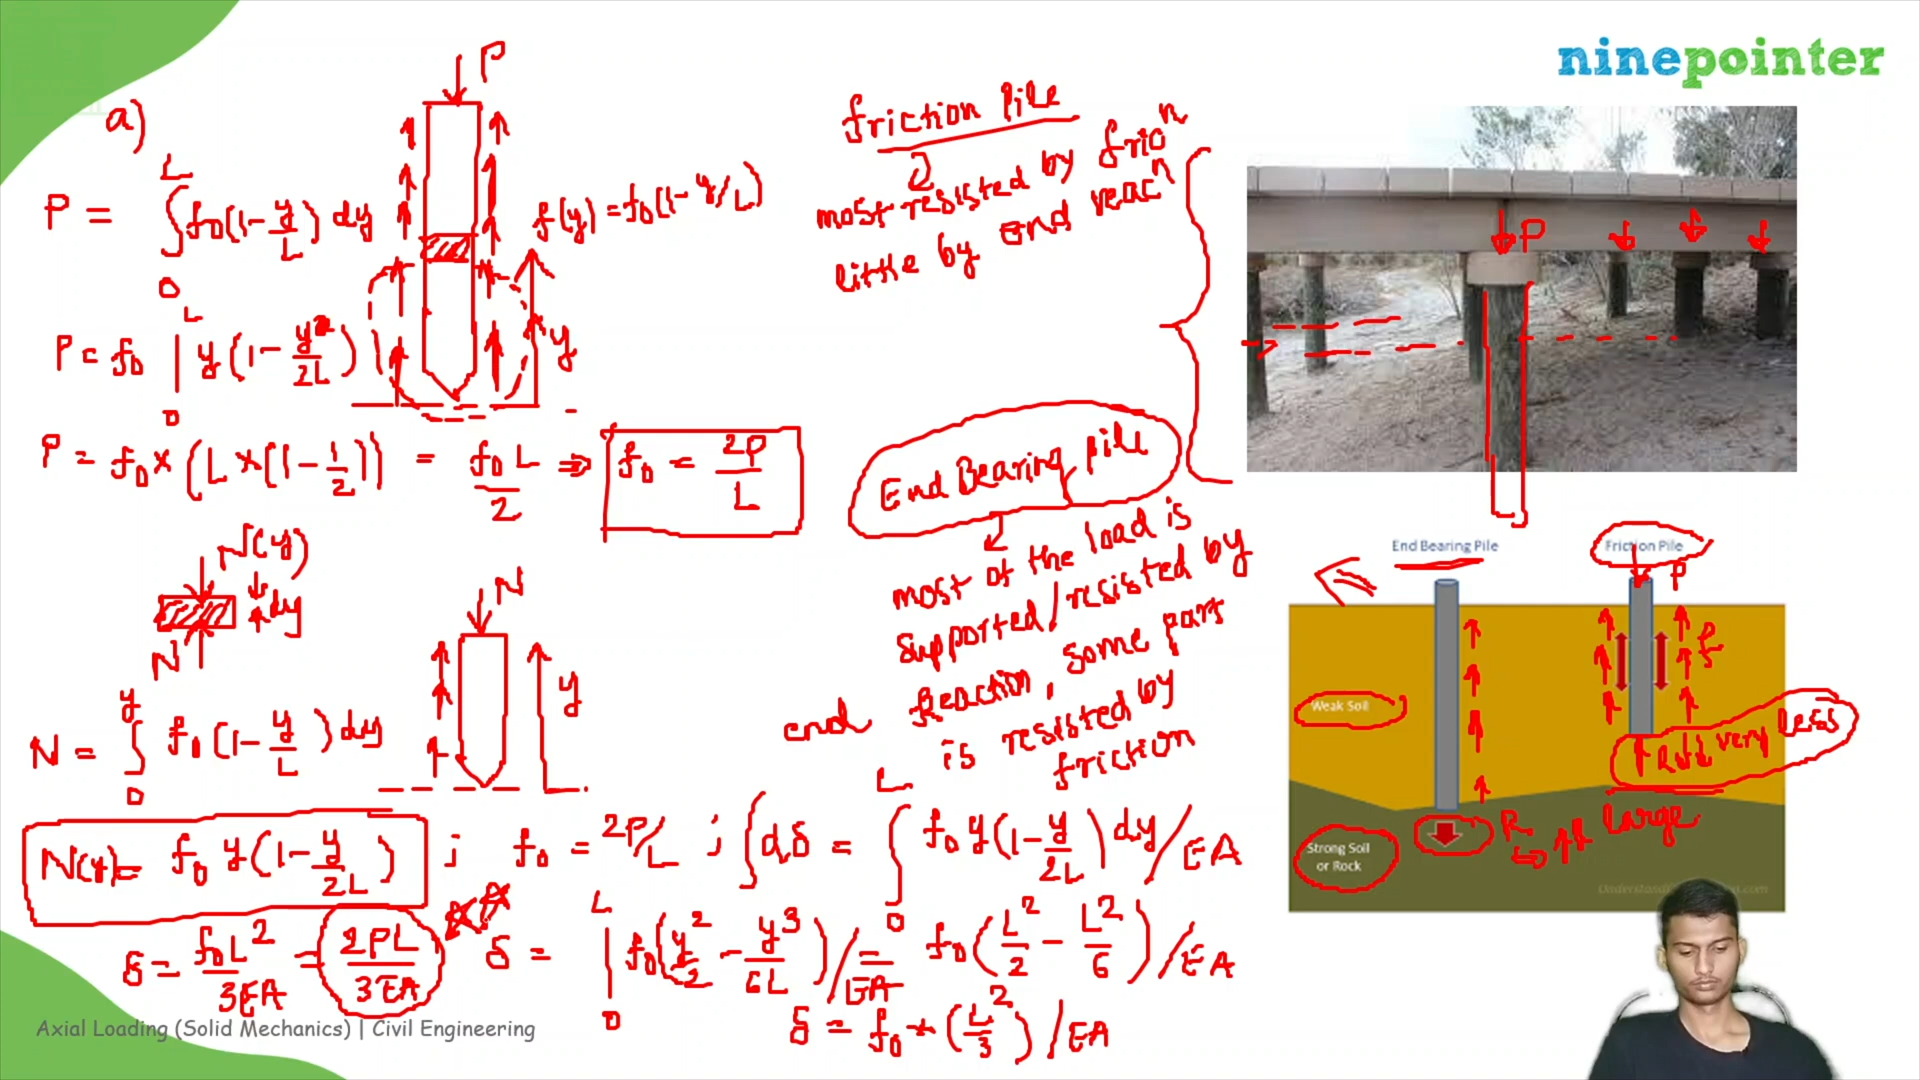 ninepointer
a)
P
P = ∫₀ᴸ f₀(1-y/L) dy
f(y) = f₀(1-y/L)
y
P = f₀ |₀ᴸ y(1-y²/2L)
P = f₀ × (L × (1-1/2)) = f₀L/2 ⇒ f₀ = 2P/L
friction pile
most resisted by fricⁿ
little by end reacⁿ
P
End Bearing pile
most of the load is
supported/resisted by
end Reaction, some part
is resisted by
friction
N(y)
dy
N
N
y
N = ∫₀ʸ f₀(1-y/L) dy
N(y) = f₀ y(1-y/2L) ; f₀ = 2P/L ; ∫dδ = ∫₀ᴸ f₀ y(1-y/2L) dy/EA
δ = f₀L²/3EA = 2PL/3EA
δ = |₀ᴸ f₀(y²/2 - y³/6L)/EA = f₀(L²/2 - L²/6)/EA
δ = f₀ × (L²/3)/EA
End Bearing Pile
Friction Pile
P
f
Weak Soil
very less
R
large
Strong Soil
or Rock
Axial Loading (Solid Mechanics) | Civil Engineering